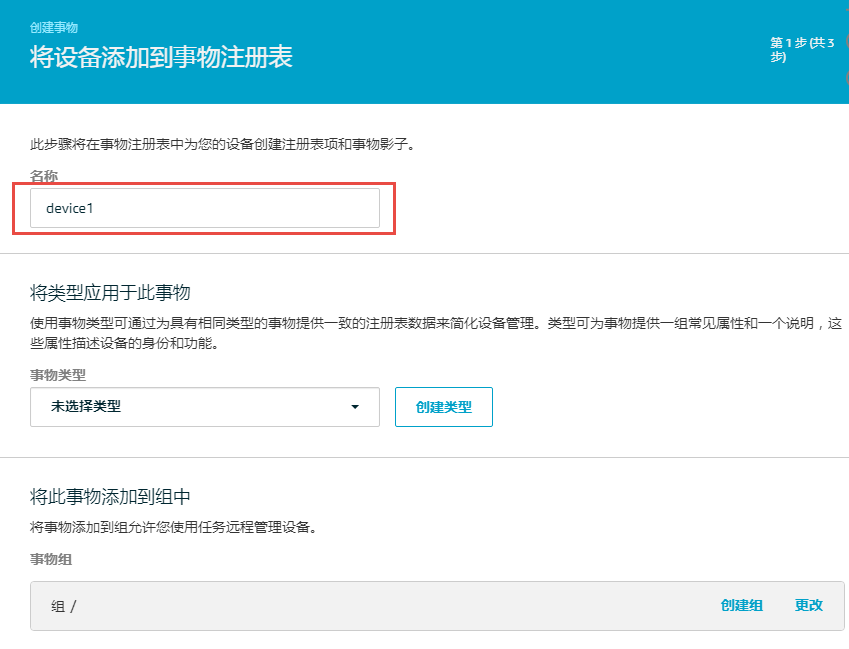 创建事物
将设备添加到事物注册表
第 1 步 (共 3
步)
此步骤将在事物注册表中为您的设备创建注册表项和事物影子。
名称
device1
将类型应用于此事物
使用事物类型可通过为具有相同类型的事物提供一致的注册表数据来简化设备管理。类型可为事物提供一组常见属性和一个说明，这
些属性描述设备的身份和功能。
事物类型
未选择类型
创建类型
将此事物添加到组中
将事物添加到组允许您使用任务远程管理设备。
事物组
组 /
创建组
更改